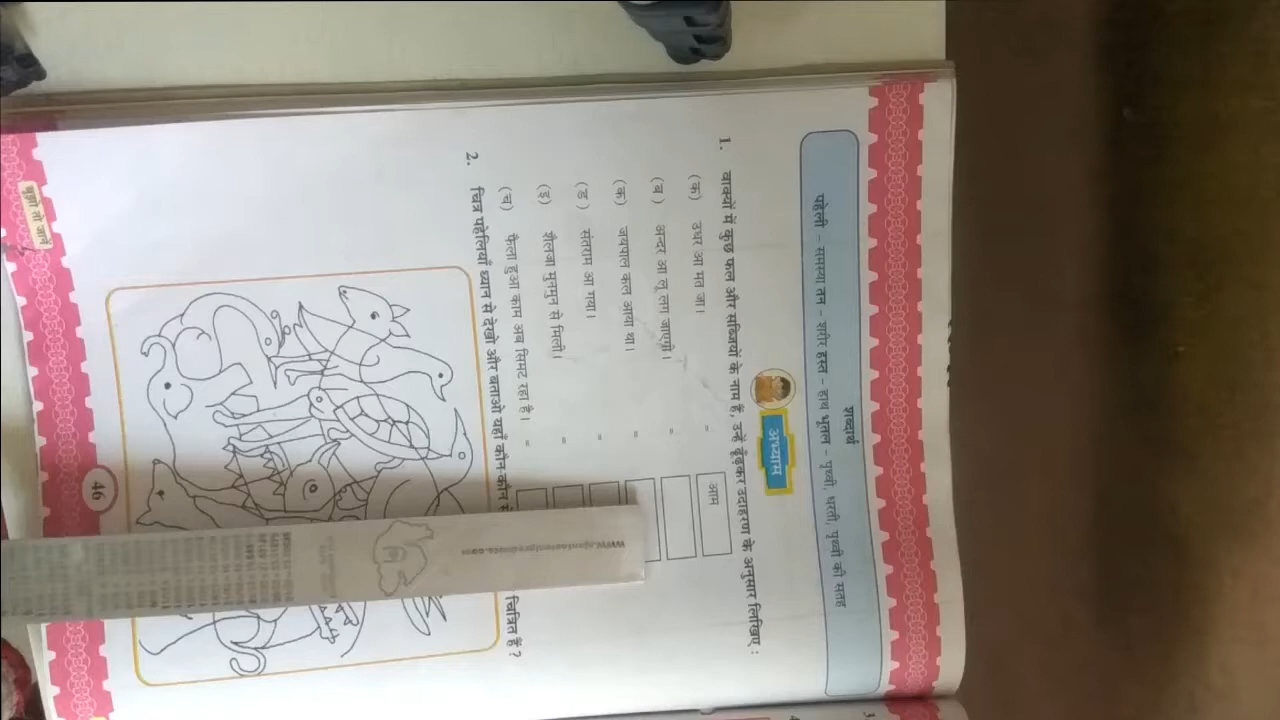 शब्दार्थ
पहेली – समस्या तन – शरीर हस्त – हाथ भूतल – पृथ्वी, धरती, पृथ्वी की सतह
अभ्यास
1. वाक्यों में कुछ फल और सब्जियों के नाम हैं, उन्हें ढूँढ़कर उदाहरण के अनुसार लिखिए :
(क) उधर आ मत जा। = आम
(ब) अन्दर आ लू लग जाएगी। =
(क) जयपाल कल आया था। =
(ड) संतराम आ गया। =
(इ) शैलजा मुनमुन से मिली। =
(च) फैला हुआ काम अब सिमट रहा है। =
2. चित्र पहेलियाँ ध्यान से देखो और बताओ यहाँ कौन-कौन से चित्रित हैं?
बूझो तो जानें
46